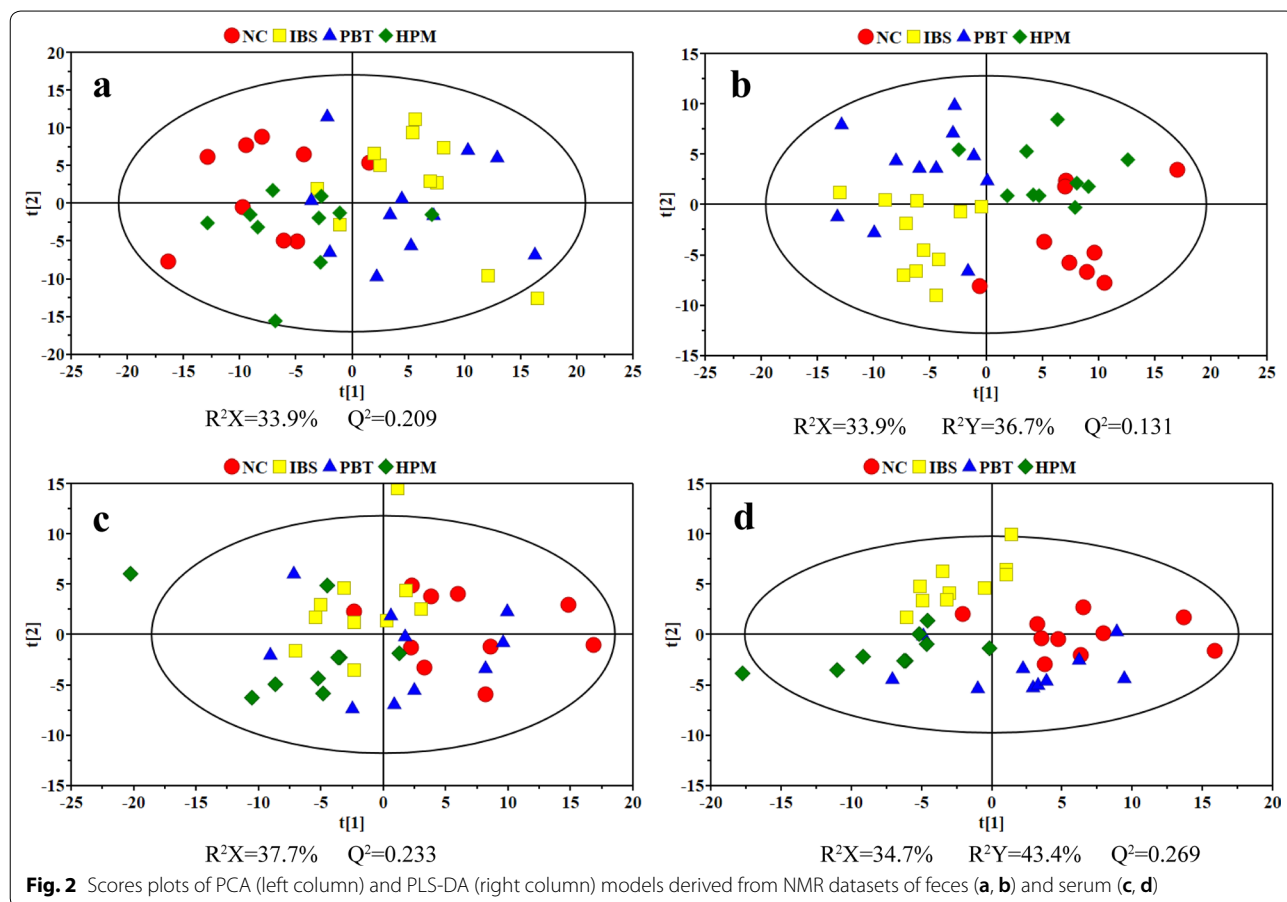 NC IBS PBT HPM
a
20
15
10
5
0
-5
-10
-15
-20
t[2]
-25 -20 -15 -10 -5 0 5 10 15 20 25
t[1]
R²X=33.9% Q²=0.209
NC IBS PBT HPM
b
15
10
5
0
-5
-10
-15
t[2]
-25 -20 -15 -10 -5 0 5 10 15 20 25
t[1]
R²X=33.9% R²Y=36.7% Q²=0.131
NC IBS PBT HPM
c
15
10
5
0
-5
-10
-15
t[2]
-25 -20 -15 -10 -5 0 5 10 15 20
t[1]
R²X=37.7% Q²=0.233
NC IBS PBT HPM
d
15
10
5
0
-5
-10
-15
t[2]
-20 -15 -10 -5 0 5 10 15 20
t[1]
R²X=34.7% R²Y=43.4% Q²=0.269
Fig. 2 Scores plots of PCA (left column) and PLS-DA (right column) models derived from NMR datasets of feces (a, b) and serum (c, d)